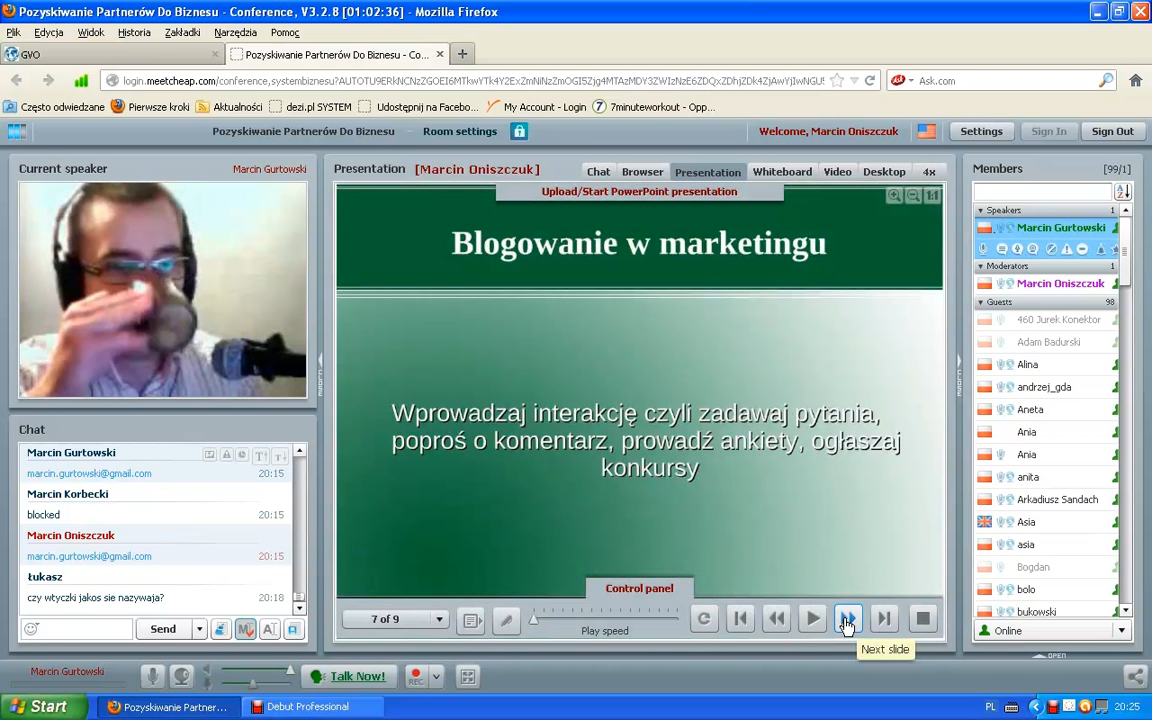 Pozyskiwanie Partnerów Do Biznesu - Conference, V3.2.8 [01:02:36] - Mozilla Firefox
Plik Edycja Widok Historia Zakładki Narzędzia Pomoc
GVO
Pozyskiwanie Partnerów Do Biznesu - Co...
Ask.com
Często odwiedzane Pierwsze kroki Aktualności dezi.pl SYSTEM Udostępnij na Facebo... My Account - Login 7minuteworkout - Opp...
Pozyskiwanie Partnerów Do Biznesu Room settings Welcome, Marcin Oniszczuk Settings Sign In Sign Out
Current speaker Marcin Gurtowski
Presentation [Marcin Oniszczuk] Chat Browser Presentation Whiteboard Video Desktop 4x
Upload/Start PowerPoint presentation
1:1
Blogowanie w marketingu
Wprowadzaj interakcję czyli zadawaj pytania,
poproś o komentarz, prowadź ankiety, ogłaszaj
konkursy
Control panel
7 of 9
Play speed
Next slide
Chat
Marcin Gurtowski
marcin.gurtowski@gmail.com 20:15
Marcin Korbecki
blocked 20:15
Marcin Oniszczuk
marcin.gurtowski@gmail.com 20:15
Łukasz
czy wtyczki jakos sie nazywaja? 20:18
Send
Members [99/1]
Speakers 1
Marcin Gurtowski
Moderators 1
Marcin Oniszczuk
Guests 98
460 Jurek Konektor
Adam Badurski
Alina
andrzej_gda
Aneta
Ania
Ania
anita
Arkadiusz Sandach
Asia
asia
Bogdan
bolo
bukowski
Online
OPEN
Marcin Gurtowski Talk Now! REC
Start Pozyskiwanie Partner... Debut Professional PL 20:25